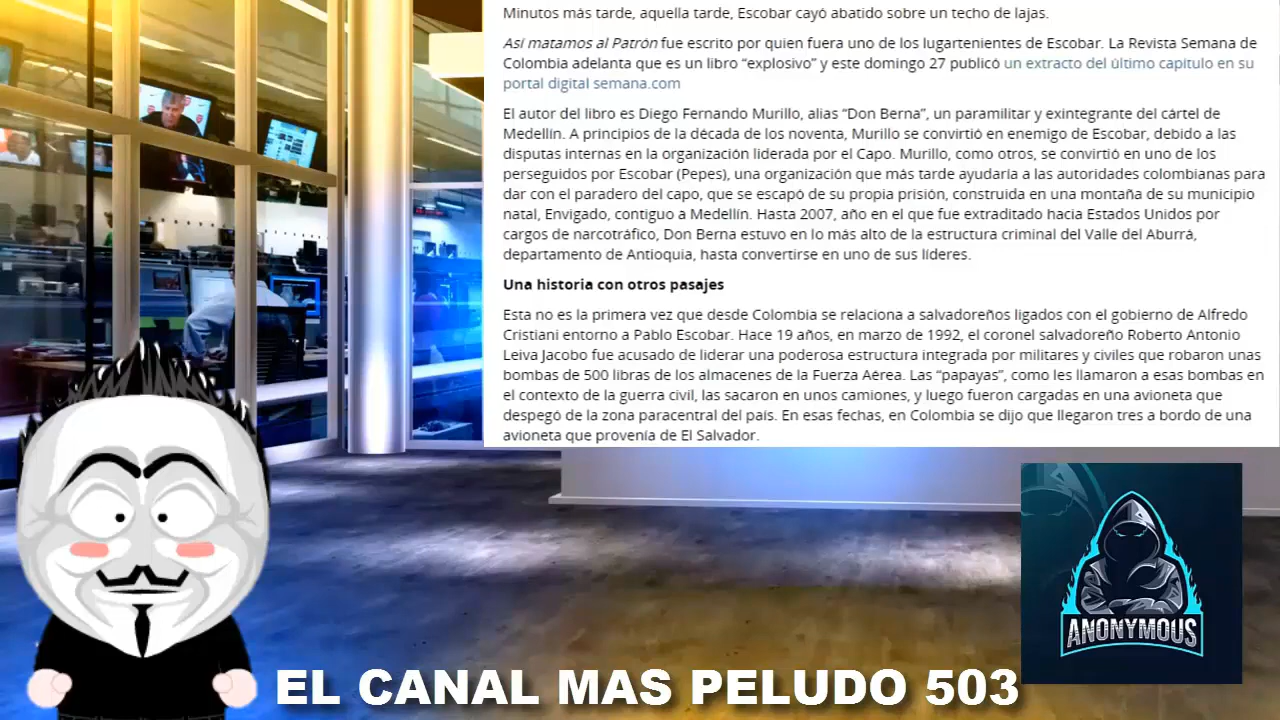 Minutos más tarde, aquella tarde, Escobar cayó abatido sobre un techo de lajas.
Así matamos al Patrón fue escrito por quien fuera uno de los lugartenientes de Escobar. La Revista Semana de
Colombia adelanta que es un libro “explosivo” y este domingo 27 publicó un extracto del último capítulo en su
portal digital semana.com
El autor del libro es Diego Fernando Murillo, alias “Don Berna”, un paramilitar y exintegrante del cártel de
Medellín. A principios de la década de los noventa, Murillo se convirtió en enemigo de Escobar, debido a las
disputas internas en la organización liderada por el Capo. Murillo, como otros, se convirtió en uno de los
perseguidos por Escobar (Pepes), una organización que más tarde ayudaría a las autoridades colombianas para
dar con el paradero del capo, que se escapó de su propia prisión, construida en una montaña de su municipio
natal, Envigado, contiguo a Medellín. Hasta 2007, año en el que fue extraditado hacia Estados Unidos por
cargos de narcotráfico, Don Berna estuvo en lo más alto de la estructura criminal del Valle del Aburrá,
departamento de Antioquia, hasta convertirse en uno de sus líderes.
Una historia con otros pasajes
Esta no es la primera vez que desde Colombia se relaciona a salvadoreños ligados con el gobierno de Alfredo
Cristiani entorno a Pablo Escobar. Hace 19 años, en marzo de 1992, el coronel salvadoreño Roberto Antonio
Leiva Jacobo fue acusado de liderar una poderosa estructura integrada por militares y civiles que robaron unas
bombas de 500 libras de los almacenes de la Fuerza Aérea. Las “papayas”, como les llamaron a esas bombas en
el contexto de la guerra civil, las sacaron en unos camiones, y luego fueron cargadas en una avioneta que
despegó de la zona paracentral del país. En esas fechas, en Colombia se dijo que llegaron tres a bordo de una
avioneta que provenía de El Salvador.
ANONYMOUS
EL CANAL MAS PELUDO 503